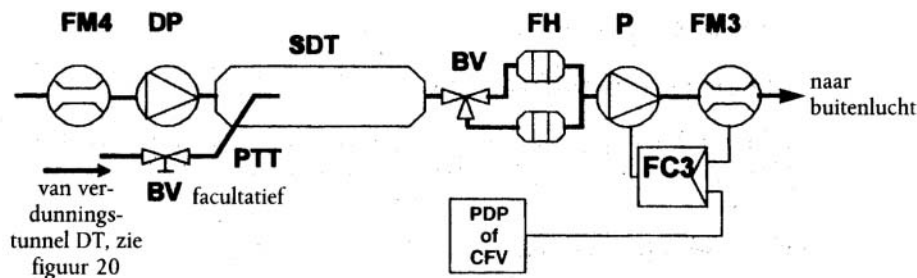 FM4 DP SDT BV FH P FM3
naar
buitenlucht
PTT
BV facultatief
van ver-
dunnings-
tunnel DT, zie
figuur 20
FC3
PDP
of
CFV